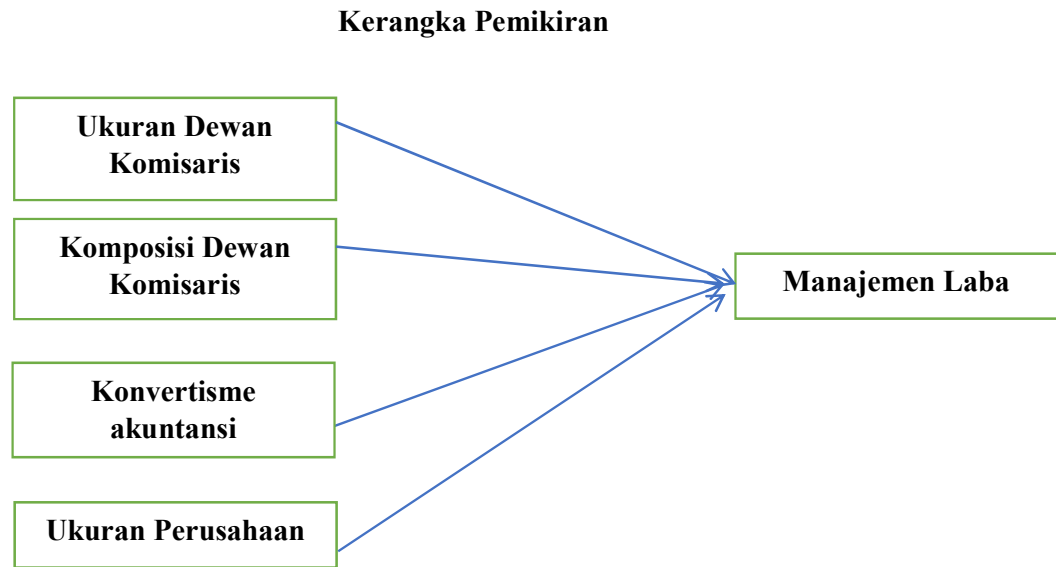 Kerangka Pemikiran
Ukuran Dewan
Komisaris
Komposisi Dewan
Komisaris
Manajemen Laba
Konvertisme
akuntansi
Ukuran Perusahaan